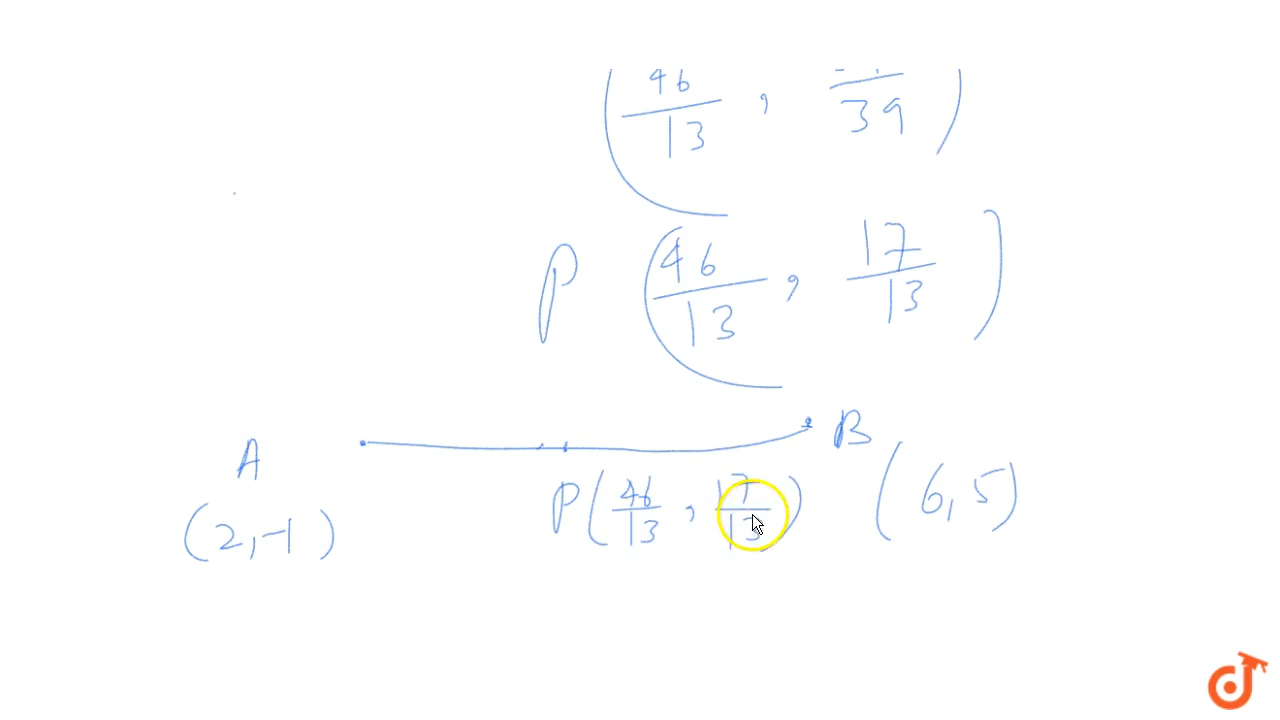 ( 46/13 , /39 )
P ( 46/13 , 17/13 )
A B
(2,-1) P( 46/13 , 17/13 ) (6,5)